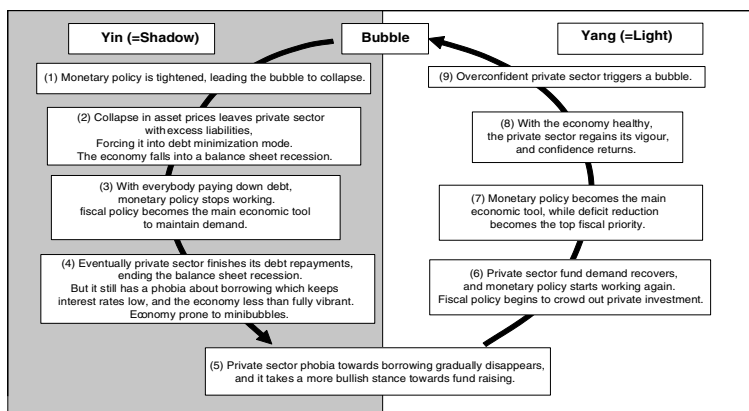 Yin (=Shadow)
Bubble
Yang (=Light)
(1) Monetary policy is tightened, leading the bubble to collapse.
(2) Collapse in asset prices leaves private sector
with excess liabilities,
Forcing it into debt minimization mode.
The economy falls into a balance sheet recession.
(3) With everybody paying down debt,
monetary policy stops working.
fiscal policy becomes the main economic tool
to maintain demand.
(4) Eventually private sector finishes its debt repayments,
ending the balance sheet recession.
But it still has a phobia about borrowing which keeps
interest rates low, and the economy less than fully vibrant.
Economy prone to minibubbles.
(5) Private sector phobia towards borrowing gradually disappears,
and it takes a more bullish stance towards fund raising.
(6) Private sector fund demand recovers,
and monetary policy starts working again.
Fiscal policy begins to crowd out private investment.
(7) Monetary policy becomes the main
economic tool, while deficit reduction
becomes the top fiscal priority.
(8) With the economy healthy,
the private sector regains its vigour,
and confidence returns.
(9) Overconfident private sector triggers a bubble.